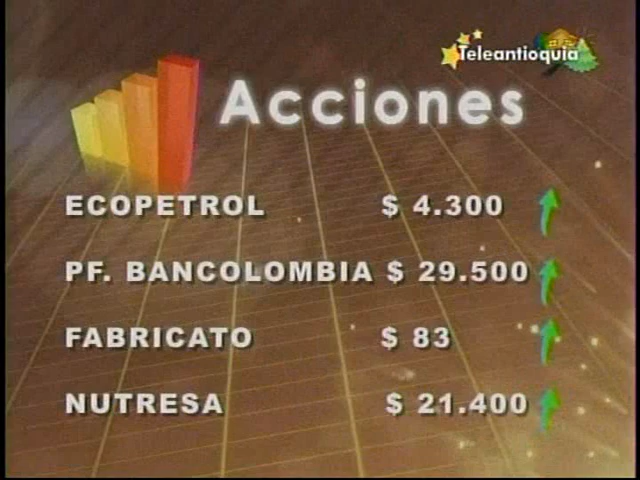 Teleantioquia
Acciones
ECOPETROL $ 4.300
PF. BANCOLOMBIA $ 29.500
FABRICATO $ 83
NUTRESA $ 21.400